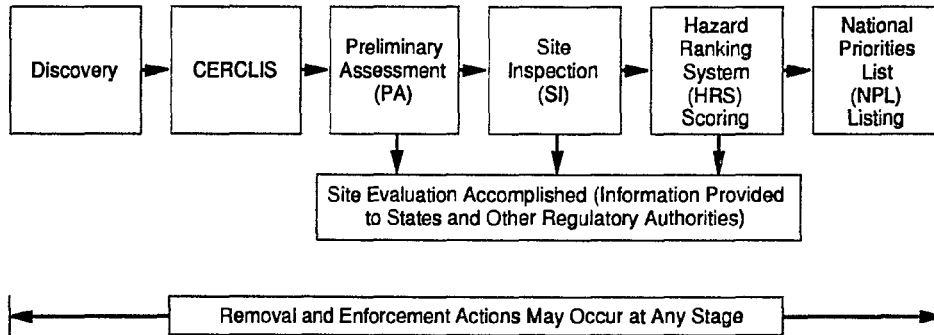 Discovery
CERCLIS
Preliminary
Assessment
(PA)
Site
Inspection
(SI)
Hazard
Ranking
System
(HRS)
Scoring
National
Priorities
List
(NPL)
Listing
Site Evaluation Accomplished (Information Provided
to States and Other Regulatory Authorities)
Removal and Enforcement Actions May Occur at Any Stage